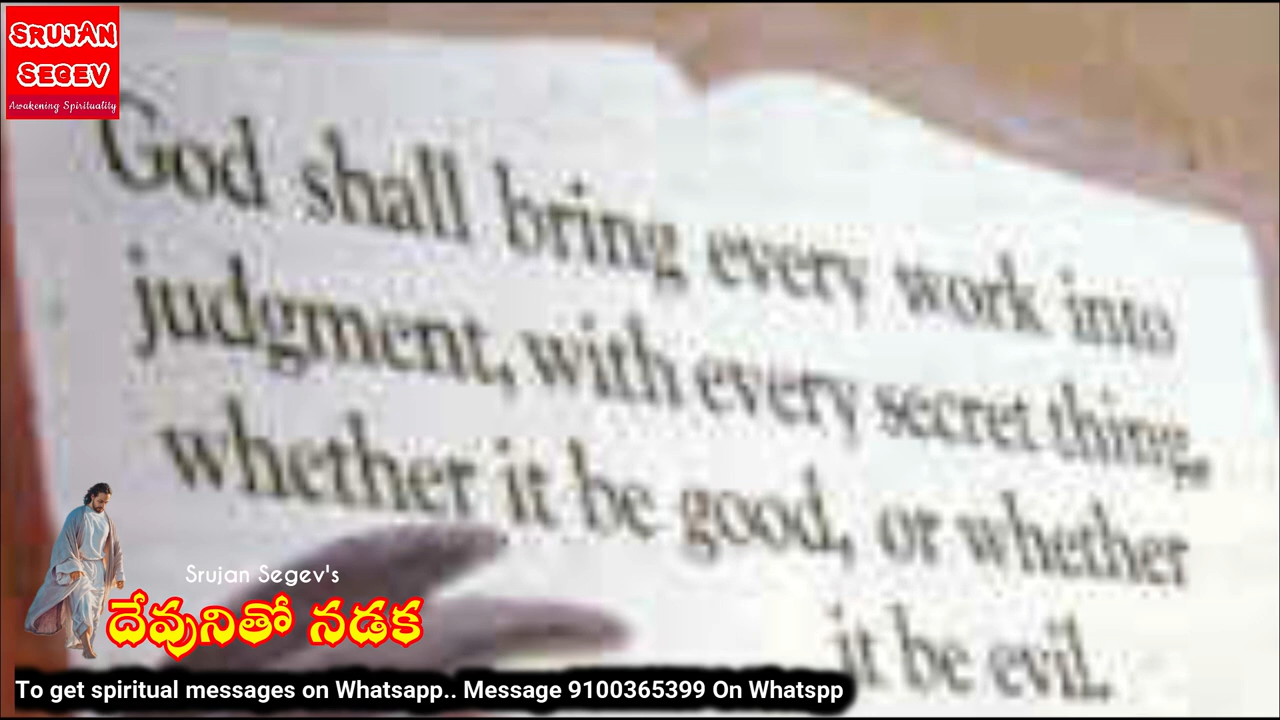 SRUJAN
SEGEV
Awakening Spirituality
God shall bring every work into
judgment, with every secret thing,
whether it be good, or whether
it be evil.
Srujan Segev's
దేవునితో నడక
To get spiritual messages on Whatsapp.. Message 9100365399 On Whatspp